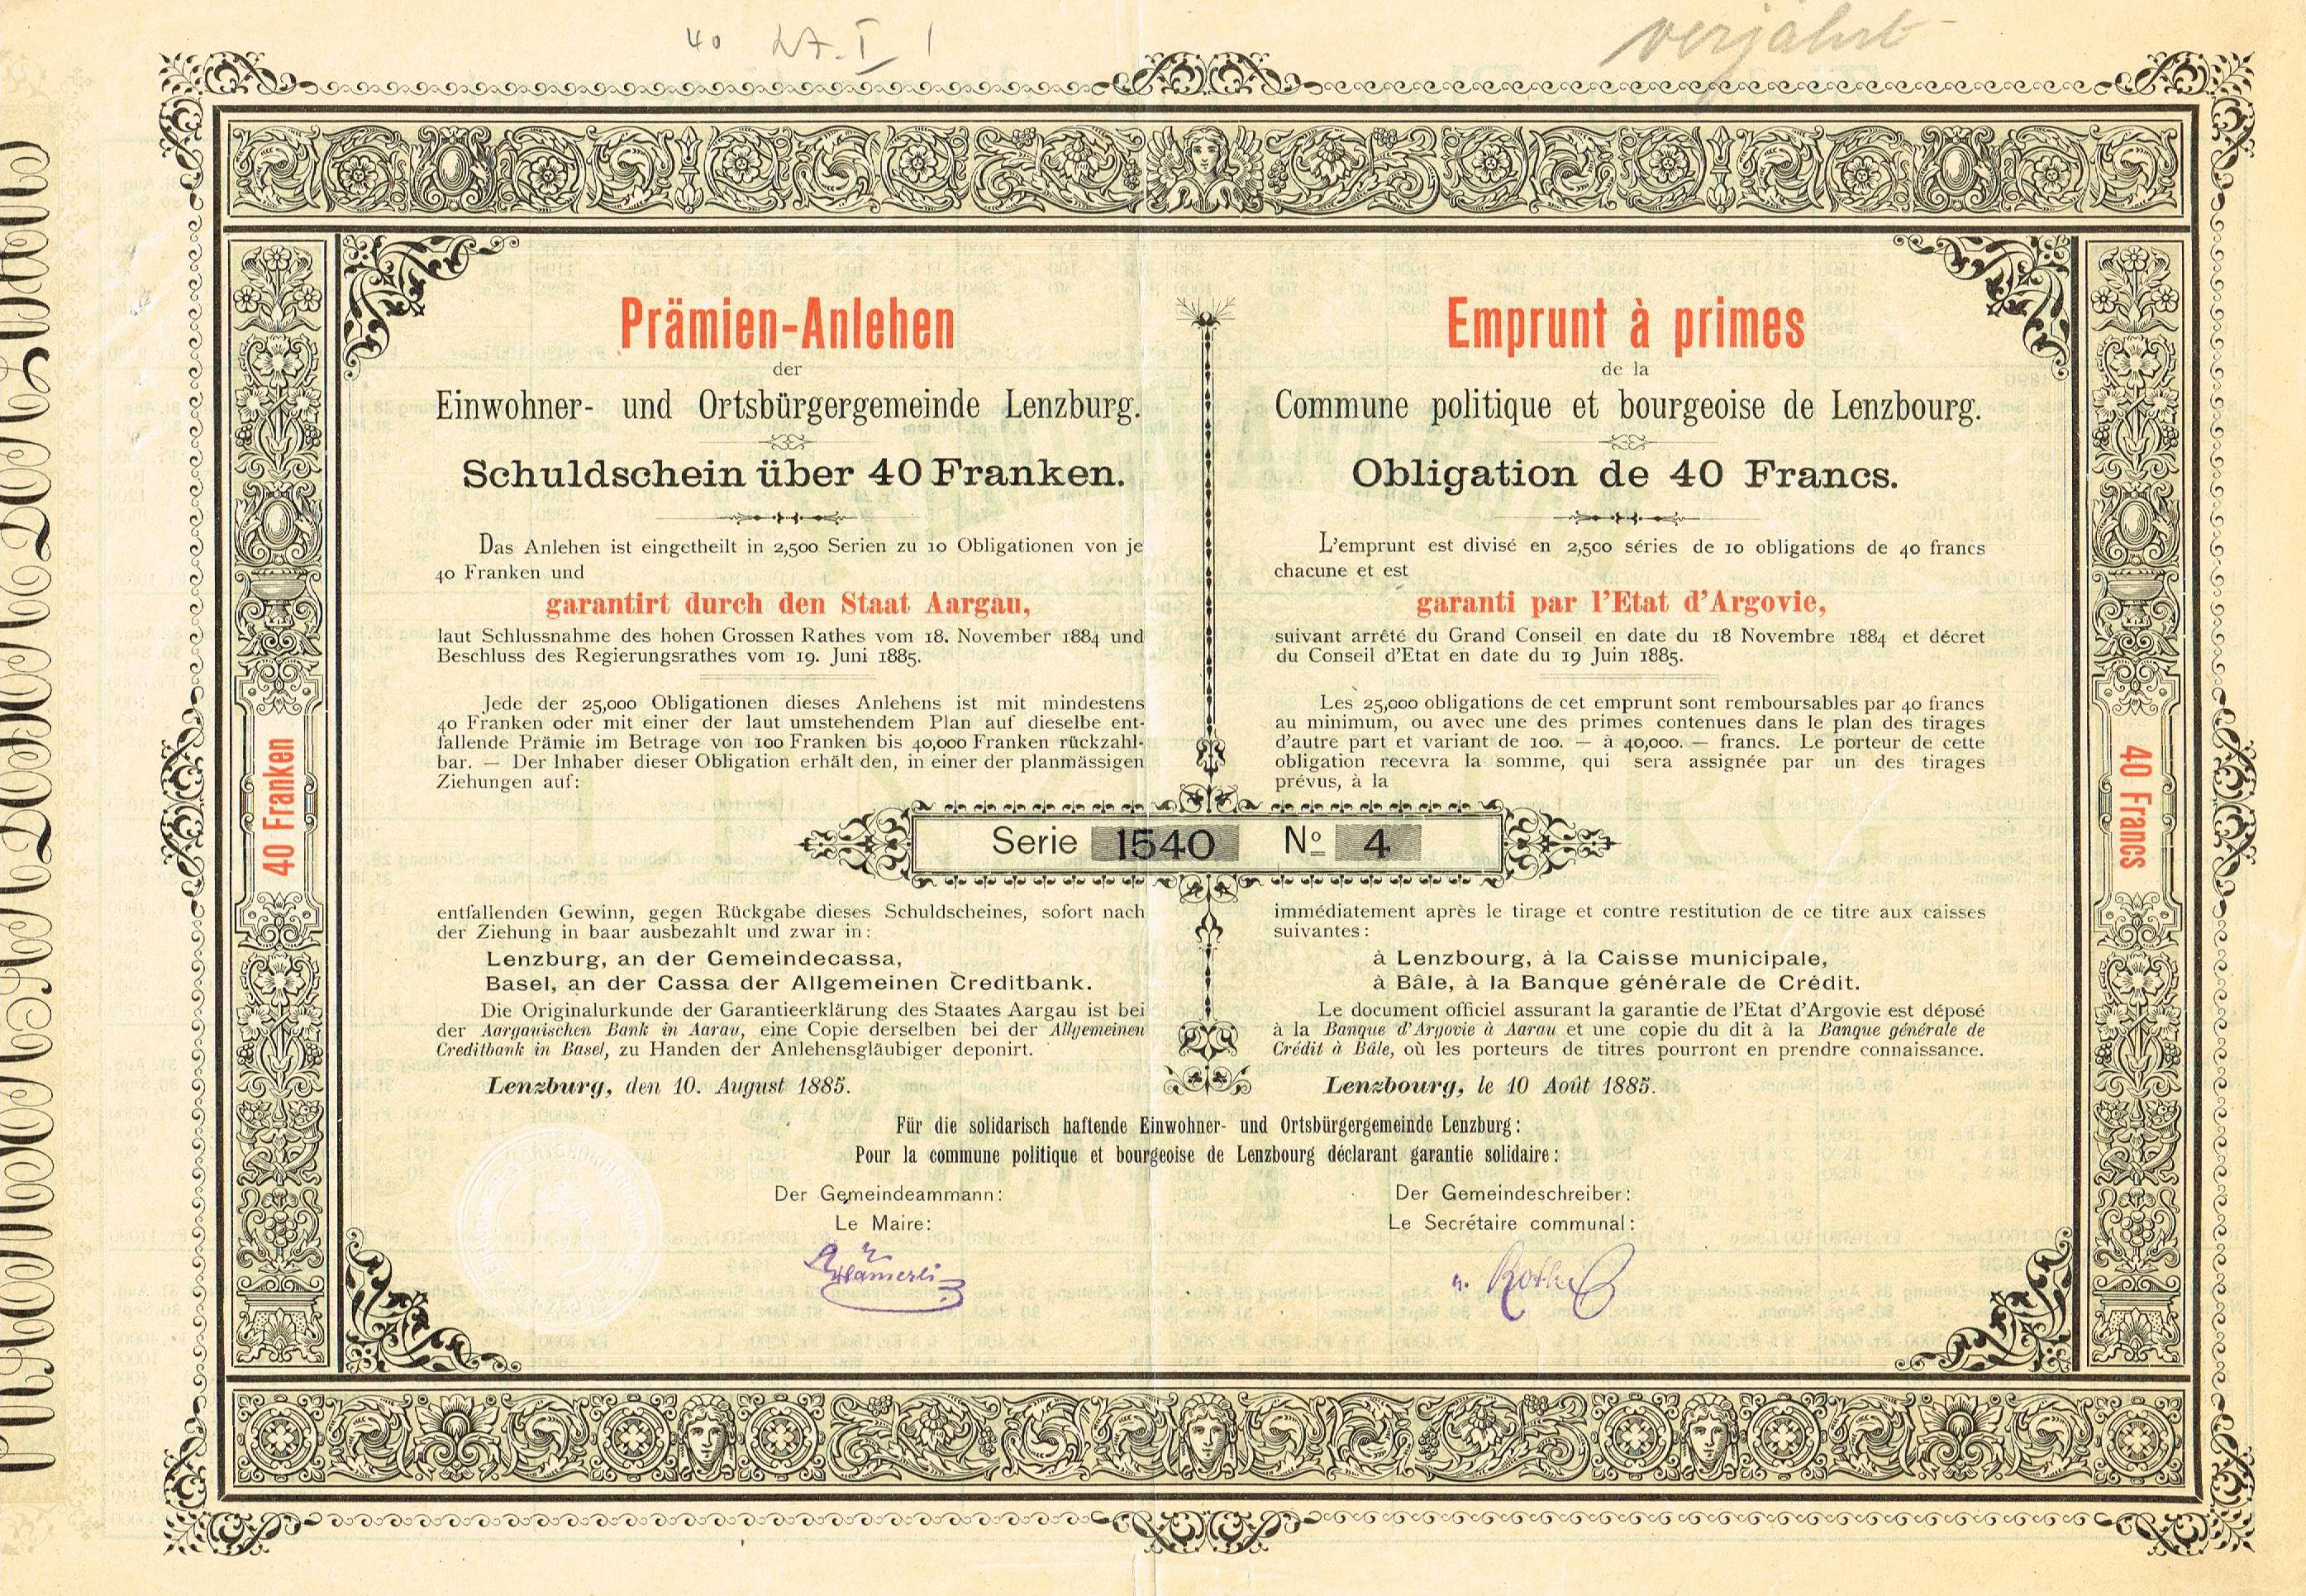 40 27. I 1
verjährt
Prämien-Anlehen
der
Einwohner- und Ortsbürgergemeinde Lenzburg.
Schuldschein über 40 Franken.
Das Anlehen ist eingetheilt in 2,500 Serien zu 10 Obligationen von je
40 Franken und
garantirt durch den Staat Aargau,
laut Schlussnahme des hohen Grossen Rathes vom 18. November 1884 und
Beschluss des Regierungsrathes vom 19. Juni 1885.
Jede der 25,000 Obligationen dieses Anlehens ist mit mindestens
40 Franken oder mit einer der laut umstehendem Plan auf dieselbe ent-
fallende Prämie im Betrage von 100 Franken bis 40,000 Franken rückzahl-
bar. — Der Inhaber dieser Obligation erhält den, in einer der planmässigen
Ziehungen auf:
Emprunt à primes
de la
Commune politique et bourgeoise de Lenzbourg.
Obligation de 40 Francs.
L'emprunt est divisé en 2,500 séries de 10 obligations de 40 francs
chacune et est
garanti par l'Etat d'Argovie,
suivant arrêté du Grand Conseil en date du 18 Novembre 1884 et décret
du Conseil d'Etat en date du 19 Juin 1885.
Les 25,000 obligations de cet emprunt sont remboursables par 40 francs
au minimum, ou avec une des primes contenues dans le plan des tirages
d'autre part et variant de 100. — à 40,000. — francs. Le porteur de cette
obligation recevra la somme, qui sera assignée par un des tirages
prévus, à la
40 Franken
Serie 1540 No 4
40 Francs
entfallenden Gewinn, gegen Rückgabe dieses Schuldscheines, sofort nach
der Ziehung in baar ausbezahlt und zwar in:
Lenzburg, an der Gemeindecassa,
Basel, an der Cassa der Allgemeinen Creditbank.
Die Originalurkunde der Garantieerklärung des Staates Aargau ist bei
der Aargauischen Bank in Aarau, eine Copie derselben bei der Allgemeinen
Creditbank in Basel, zu Handen der Anlehensgläubiger deponirt.
Lenzburg, den 10. August 1885.
immédiatement après le tirage et contre restitution de ce titre aux caisses
suivantes:
à Lenzbourg, à la Caisse municipale,
à Bâle, à la Banque générale de Crédit.
Le document officiel assurant la garantie de l'Etat d'Argovie est déposé
à la Banque d'Argovie à Aarau et une copie du dit à la Banque générale de
Crédit à Bâle, où les porteurs de titres pourront en prendre connaissance.
Lenzbourg, le 10 Août 1885.
Für die solidarisch haftende Einwohner- und Ortsbürgergemeinde Lenzburg:
Pour la commune politique et bourgeoise de Lenzbourg déclarant garantie solidaire:
Der Gemeindeammann:
Le Maire:
Der Gemeindeschreiber:
Le Secrétaire communal: